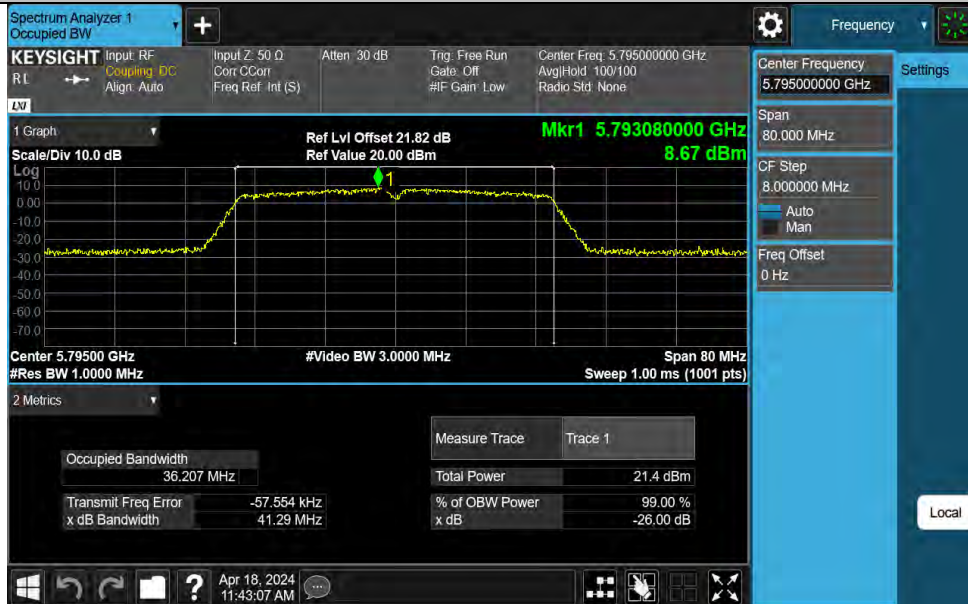 Spectrum Analyzer 1
Occupied BW
+
Frequency
KEYSIGHT
Input: RF
Coupling: DC
Align: Auto
Input Z: 50 Ω
Corr CCorr
Freq Ref: Int (S)
Atten: 30 dB
Trig: Free Run
Gate: Off
#IF Gain: Low
Center Freq: 5.795000000 GHz
Avg|Hold: 100/100
Radio Std: None
LXI
Center Frequency
5.795000000 GHz
Settings
Span
80.000 MHz
CF Step
8.000000 MHz
Auto
Man
Freq Offset
0 Hz
Local
1 Graph
Scale/Div 10.0 dB
Ref Lvl Offset 21.82 dB
Ref Value 20.00 dBm
Mkr1 5.793080000 GHz
8.67 dBm
Log
10.0
0.00
-10.0
-20.0
-30.0
-40.0
-50.0
-60.0
-70.0
1
Center 5.79500 GHz
#Res BW 1.0000 MHz
#Video BW 3.0000 MHz
Span 80 MHz
Sweep 1.00 ms (1001 pts)
2 Metrics
Measure Trace Trace 1
Occupied Bandwidth
36.207 MHz
Total Power 21.4 dBm
Transmit Freq Error -57.554 kHz
% of OBW Power 99.00 %
x dB Bandwidth 41.29 MHz
x dB -26.00 dB
?
Apr 18, 2024
11:43:07 AM